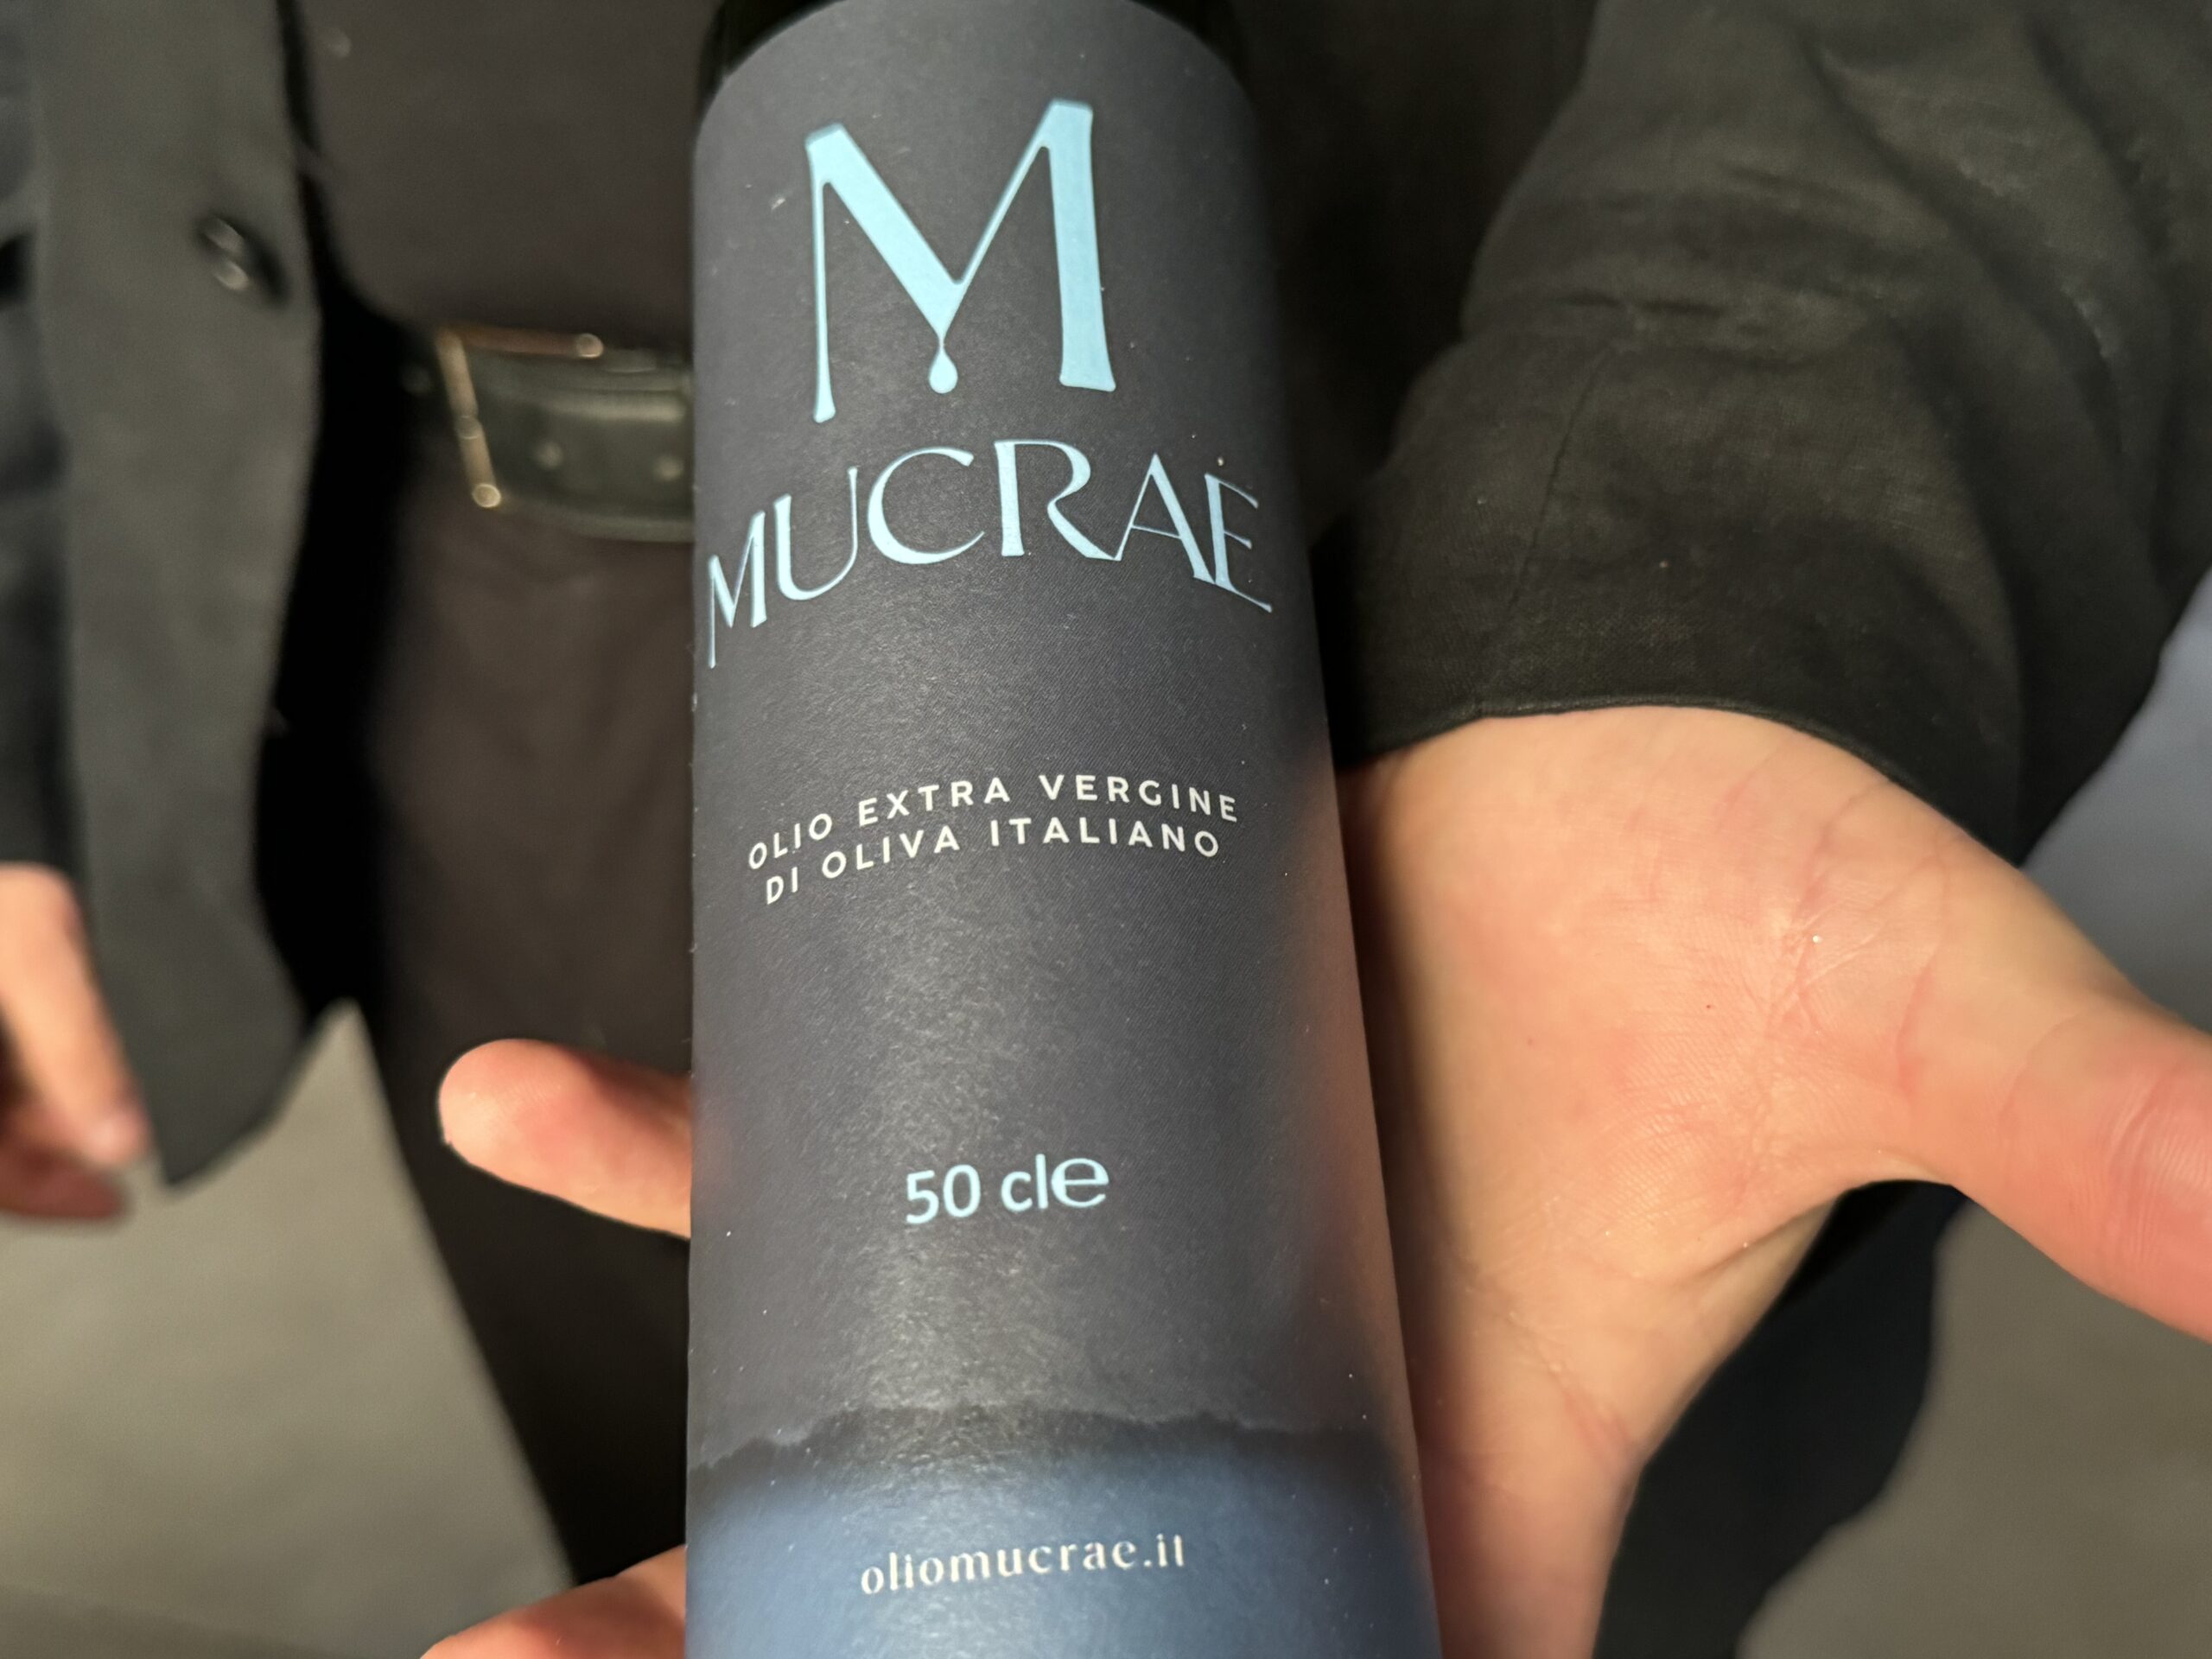 M
MUCRAE
OLIO EXTRA VERGINE
DI OLIVA ITALIANO
50 cle
oliomucrae.it